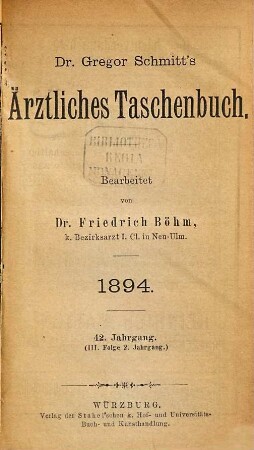 Dr. Gregor Schmitt's
Ärztliches Taschenbuch.
BIBLIOTHECA
REGIA
MONACENSIS
Bearbeitet
von
Dr. Friedrich Böhm,
k. Bezirksarzt I. Cl. in Neu-Ulm.
1894.
42. Jahrgang.
(III. Folge 2. Jahrgang.)
WÜRZBURG.
Verlag der Stahel'schen k. Hof- und Universitäts-
Buch- und Kunsthandlung.